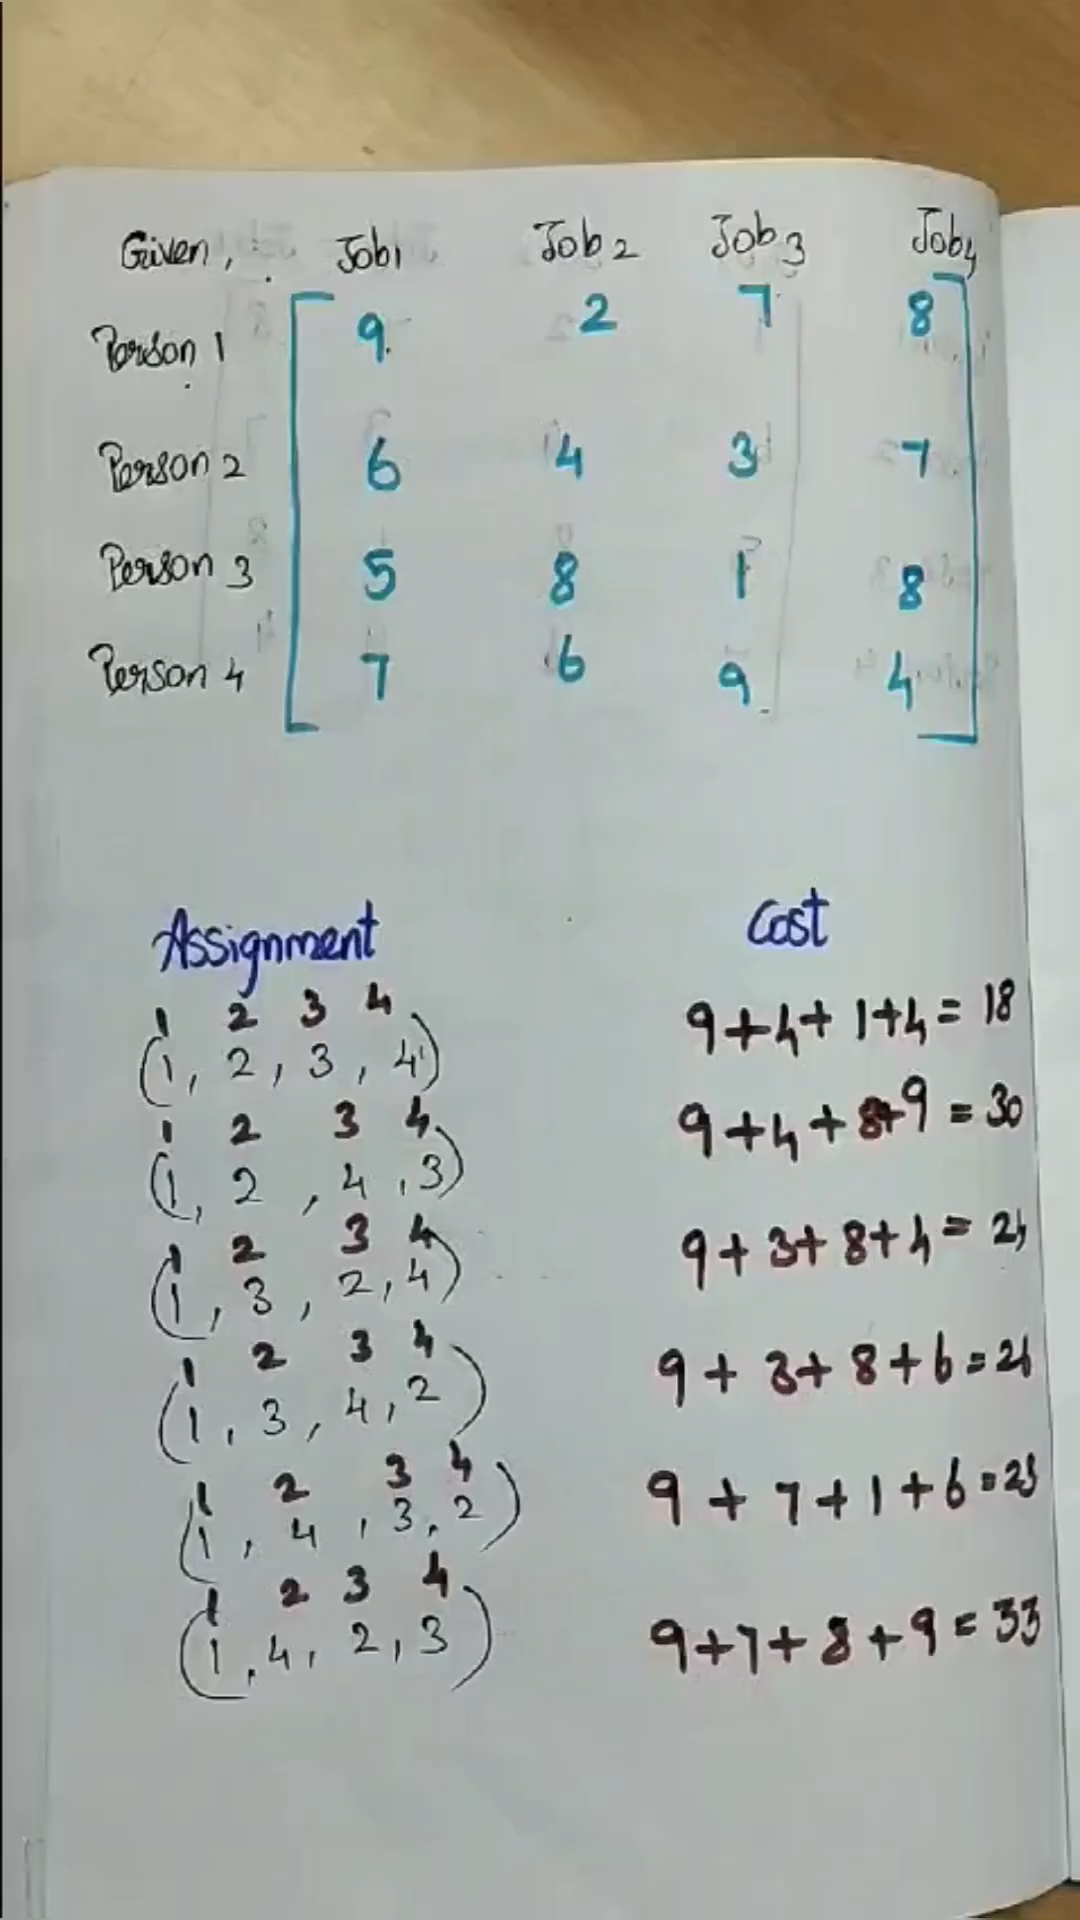 Given, Job1 Job2 Job3 Job4
Person 1 9 2 7 8
Person 2 6 4 3 7
Person 3 5 8 1 8
Person 4 7 6 9 4
Assignment Cost
1 2 3 4
(1, 2, 3, 4) 9+4+1+4= 18
1 2 3 4
(1, 2, 4, 3) 9+4+8+9=30
1 2 3 4
(1, 3, 2, 4) 9+3+8+4=24
1 2 3 4
(1, 3, 4, 2) 9+3+8+6=26
1 2 3 4
(1, 4, 3, 2) 9+7+1+6=23
1 2 3 4
(1, 4, 2, 3) 9+7+8+9=33